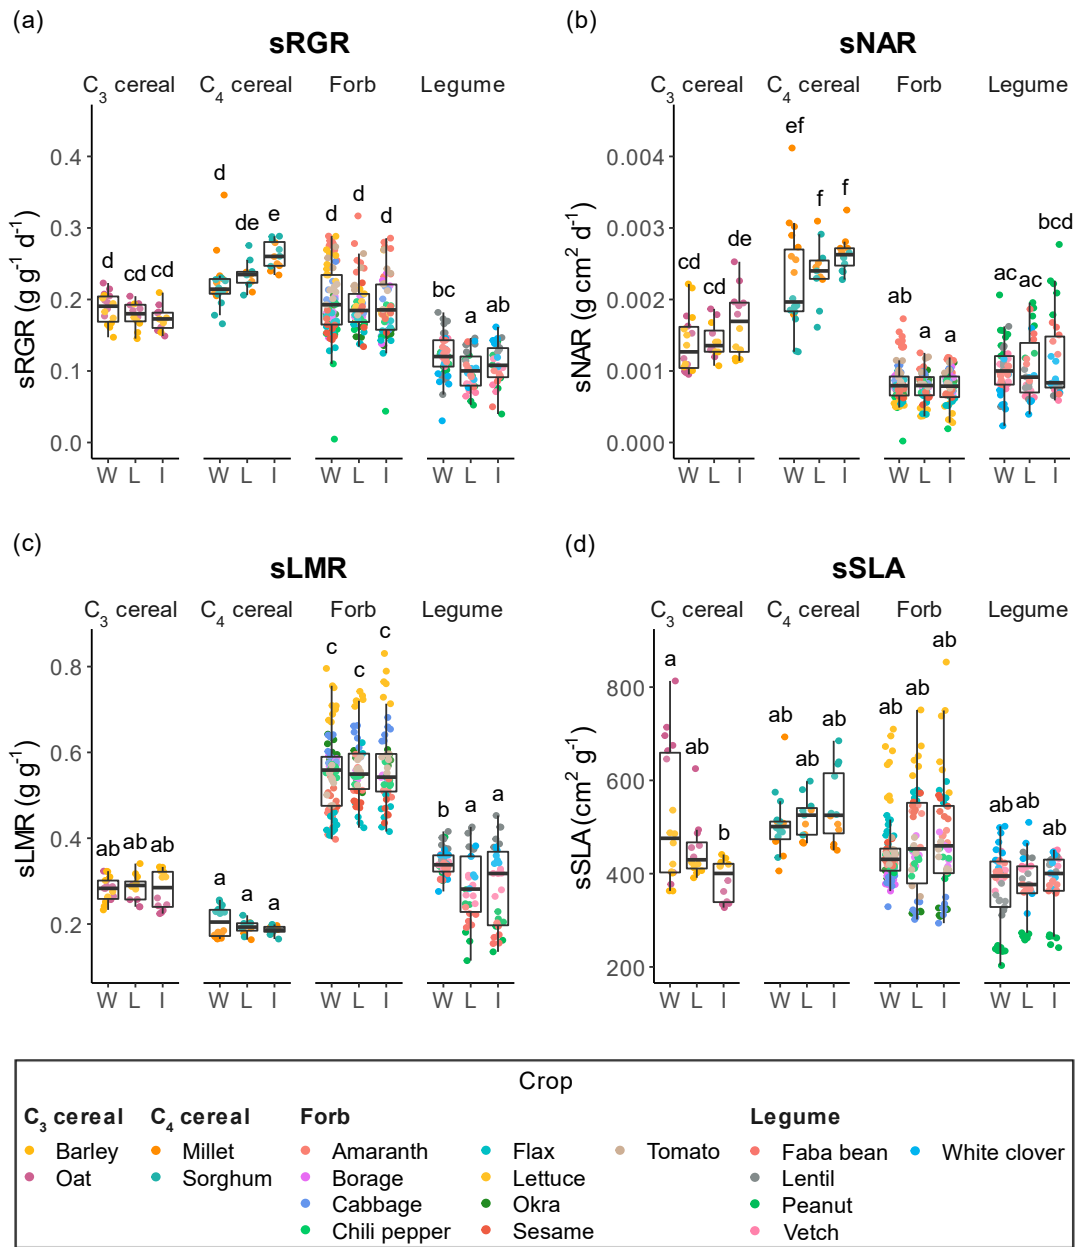 (a)
sRGR
C3 cereal C4 cereal Forb Legume
sRGR (g g-1 d-1)
0.4
0.3
0.2
0.1
0.0
d cd cd
d de e
d d d
bc a ab
W L I W L I W L I W L I
(b)
sNAR
C3 cereal C4 cereal Forb Legume
sNAR (g cm2 d-1)
0.004
0.003
0.002
0.001
0.000
cd cd de
ef f f
ab a a
ac ac bcd
W L I W L I W L I W L I
(c)
sLMR
C3 cereal C4 cereal Forb Legume
sLMR (g g-1)
0.8
0.6
0.4
0.2
ab ab ab
a a a
c c c
b a a
W L I W L I W L I W L I
(d)
sSLA
C3 cereal C4 cereal Forb Legume
sSLA (cm2 g-1)
800
600
400
200
a ab b
ab ab ab
ab ab ab
ab ab ab
W L I W L I W L I W L I
Crop
C3 cereal C4 cereal Forb Legume
Barley Millet Amaranth Flax Tomato Faba bean White clover
Oat Sorghum Borage Lettuce Lentil
Cabbage Okra Peanut
Chili pepper Sesame Vetch